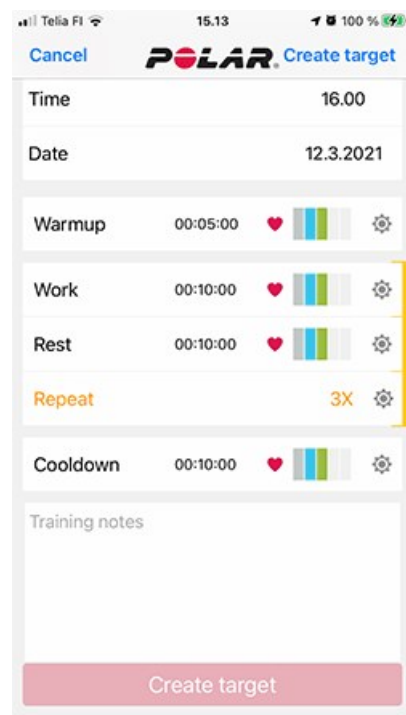 Telia FI 15.13 100 %
Cancel POLAR. Create target
Time 16.00
Date 12.3.2021
Warmup 00:05:00
Work 00:10:00
Rest 00:10:00
Repeat 3X
Cooldown 00:10:00
Training notes
Create target